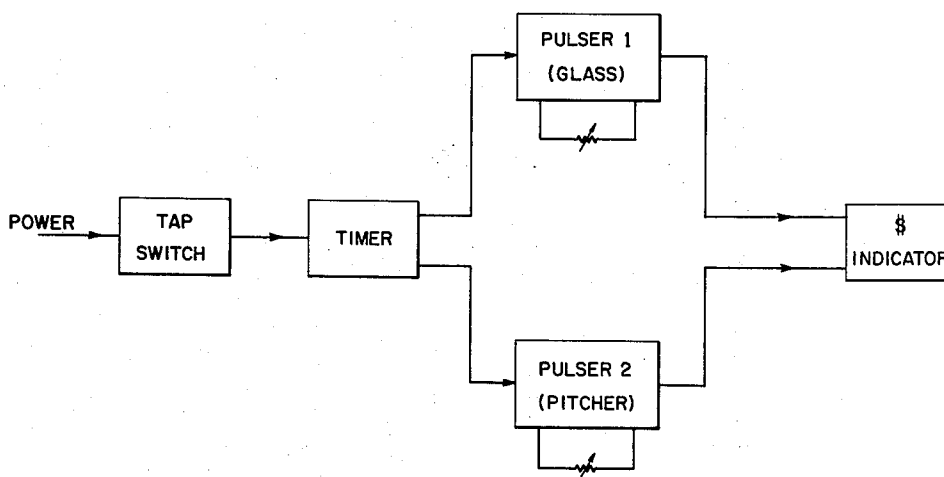 PULSER 1
(GLASS)
POWER
TAP
SWITCH
TIMER
$
INDICATOR
PULSER 2
(PITCHER)